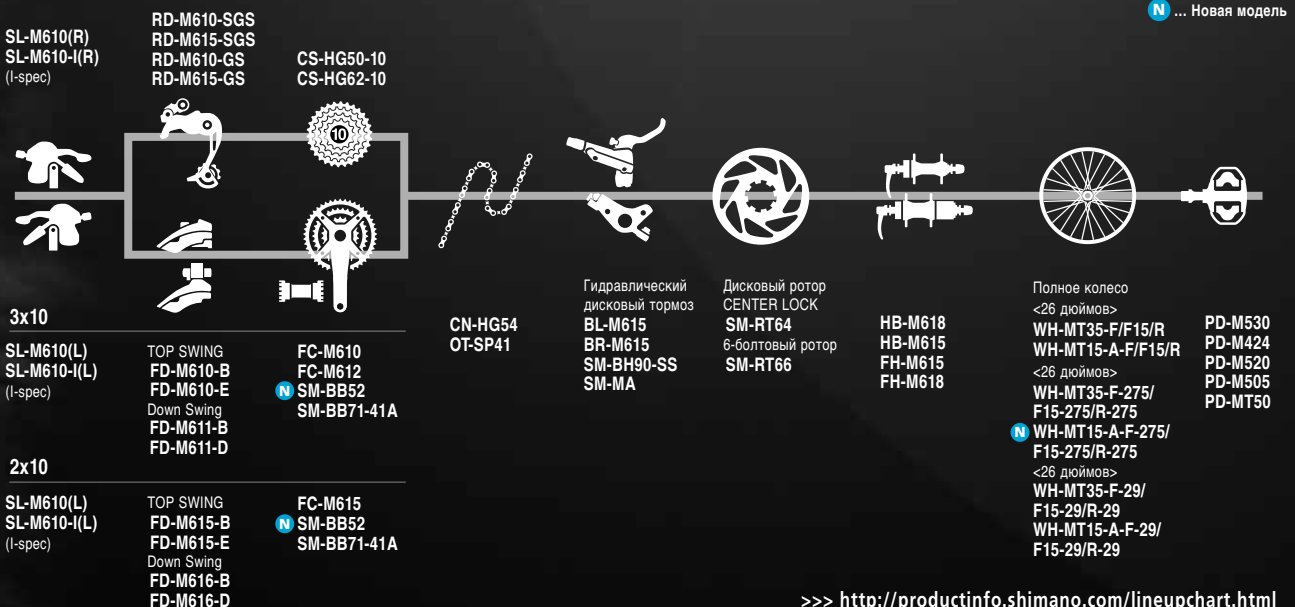 N ... Новая модель
SL-M610(R)
SL-M610-I(R)
(I-spec)
RD-M610-SGS
RD-M615-SGS
RD-M610-GS
RD-M615-GS
CS-HG50-10
CS-HG62-10
10
3x10
SL-M610(L)
SL-M610-I(L)
(I-spec)
TOP SWING
FD-M610-B
FD-M610-E
Down Swing
FD-M611-B
FD-M611-D
FC-M610
FC-M612
N SM-BB52
SM-BB71-41A
2x10
SL-M610(L)
SL-M610-I(L)
(I-spec)
TOP SWING
FD-M615-B
FD-M615-E
Down Swing
FD-M616-B
FD-M616-D
FC-M615
N SM-BB52
SM-BB71-41A
CN-HG54
OT-SP41
Гидравлический
дисковый тормоз
BL-M615
BR-M615
SM-BH90-SS
SM-MA
Дисковый ротор
CENTER LOCK
SM-RT64
6-болтовый ротор
SM-RT66
HB-M618
HB-M615
FH-M615
FH-M618
Полное колесо
<26 дюймов>
WH-MT35-F/F15/R
WH-MT15-A-F/F15/R
<26 дюймов>
WH-MT35-F-275/
F15-275/R-275
N WH-MT15-A-F-275/
F15-275/R-275
<26 дюймов>
WH-MT35-F-29/
F15-29/R-29
WH-MT15-A-F-29/
F15-29/R-29
PD-M530
PD-M424
PD-M520
PD-M505
PD-MT50
>>> http://productinfo.shimano.com/lineupchart.html